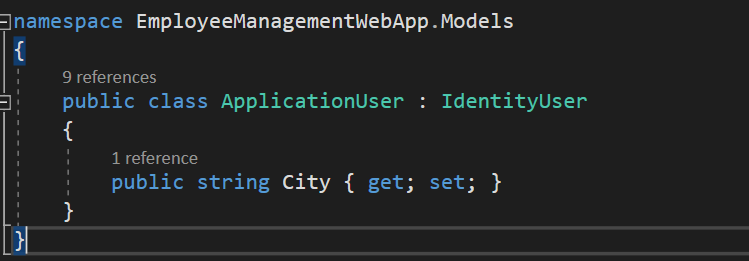 namespace EmployeeManagementWebApp.Models
{
9 references
public class ApplicationUser : IdentityUser
{
1 reference
public string City { get; set; }
}
}